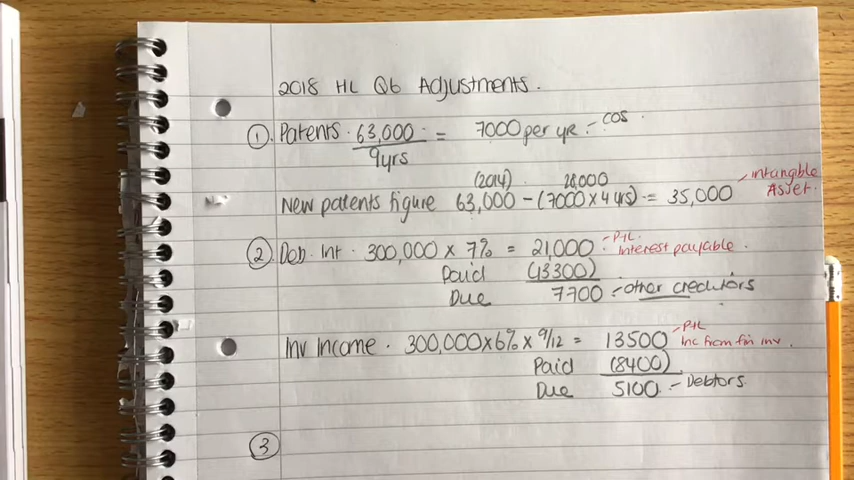 2018 HL Q6 Adjustments.
① Patents. 63,000 = 7000 per yr - COS
9yrs
(2014) 28,000 - Intangible
New patents figure 63,000 - (7000 x 4 yrs) = 35,000 Asset.
② Deb. Int. 300,000 x 7% = 21,000 - P+L Interest payable.
Paid (13300)
Due 7700 - other creditors
Inv Income. 300,000 x 6% x 9/12 = 13500 - P+L Inc from fin inv.
Paid (8400)
Due 5100 - Debtors.
③